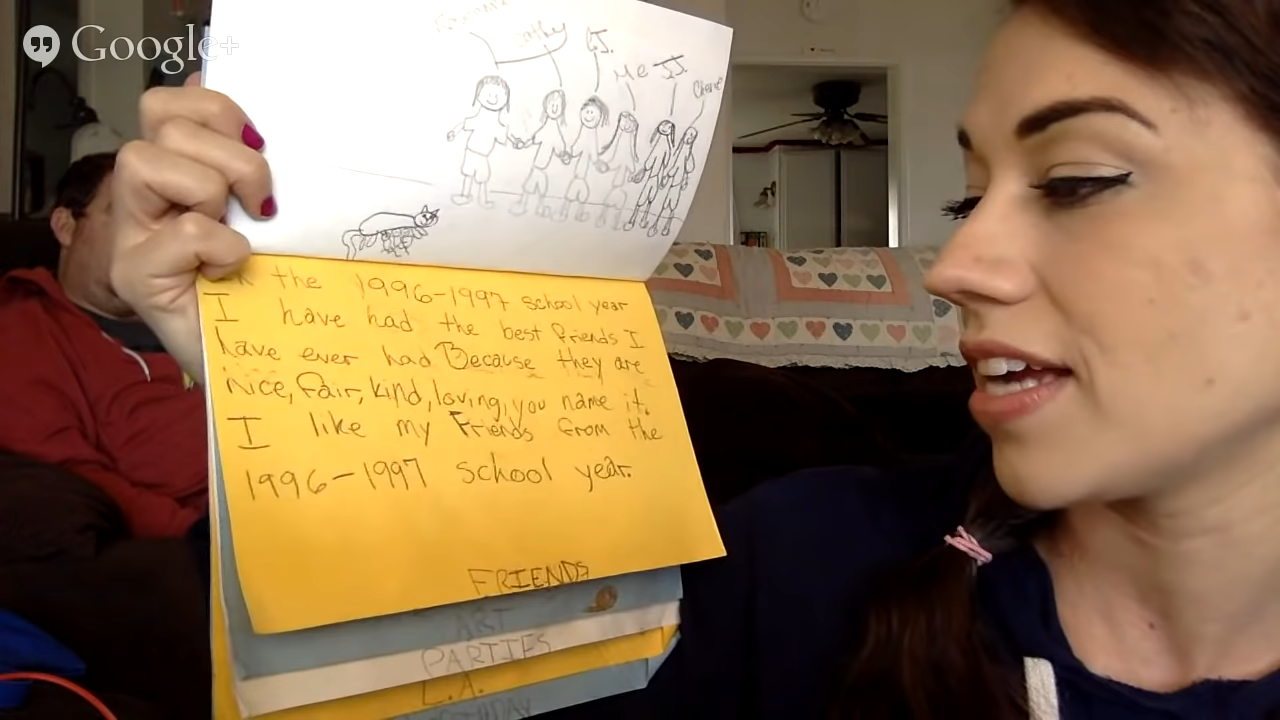 Google+
Cathy
C.J.
Me
J.J.
the 1996-1997 school year
I have had the best friends I
have ever had Because they are
Nice, Fair, kind, loving, you name it.
I like my Friends From the
1996-1997 school year.
FRIENDS
ART
PARTIES
L.A.